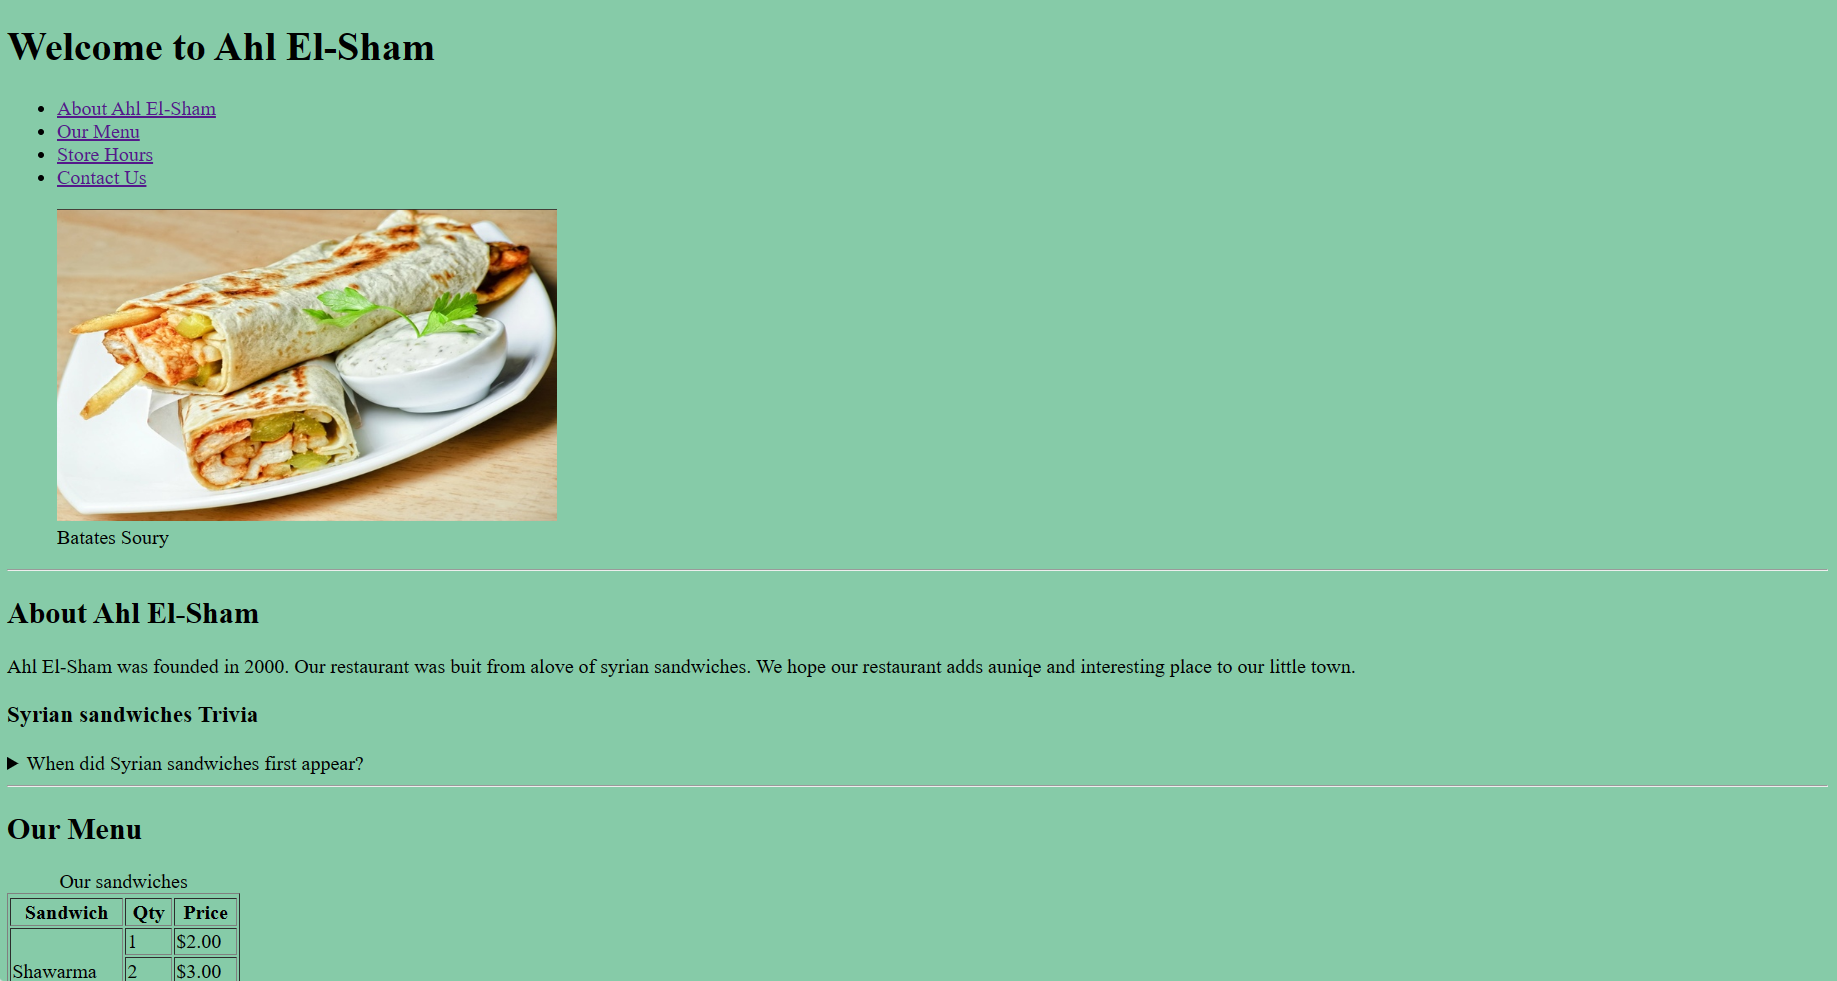 Welcome to Ahl El-Sham
About Ahl El-Sham
Our Menu
Store Hours
Contact Us
Batates Soury
About Ahl El-Sham
Ahl El-Sham was founded in 2000. Our restaurant was buit from alove of syrian sandwiches. We hope our restaurant adds auniqe and interesting place to our little town.
Syrian sandwiches Trivia
When did Syrian sandwiches first appear?
Our Menu
Our sandwiches
Sandwich Qty Price
1 $2.00
Shawarma 2 $3.00